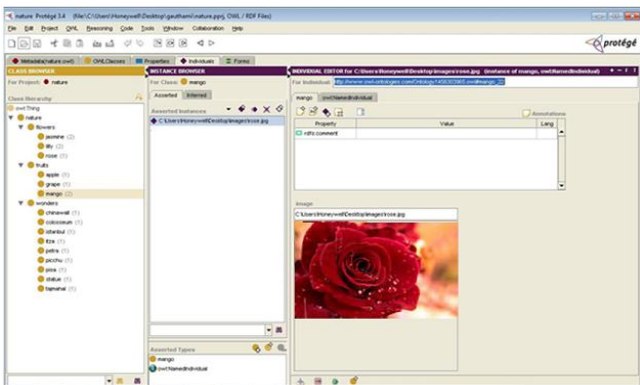 nature Protégé 3.4 (file:\C:\Users\Honeywell\Desktop\gauthami\nature.pprj, OWL / RDF Files)
File Edit Project OWL Reasoning Code Tools Window Collaboration Help
protégé
Metadata(nature.owl) OWLClasses Properties Individuals Forms
CLASS BROWSER
For Project: nature
Class Hierarchy
owl:Thing
nature
flowers
jasmine (2)
lilly (2)
rose (2)
fruits
apple (1)
grape (1)
mango (2)
wonders
chinewall (1)
colosseum (1)
istanbul (1)
itza (1)
petra (1)
picchu (1)
pisa (1)
statue (1)
tajmahal (1)
INSTANCE BROWSER
For Class: mango
Asserted Inferred
Asserted Instances
C:\Users\Honeywell\Desktop\images\rose.jpg
Asserted Types
mango
owl:NamedIndividual
INDIVIDUAL EDITOR for C:\Users\Honeywell\Desktop\images\rose.jpg (instance of mango, owl:NamedIndividual)
For Individual:
mango owl:NamedIndividual
Annotations
Property Value Lang
rdfs:comment
image
C:\Users\Honeywell\Desktop\images\rose.jpg